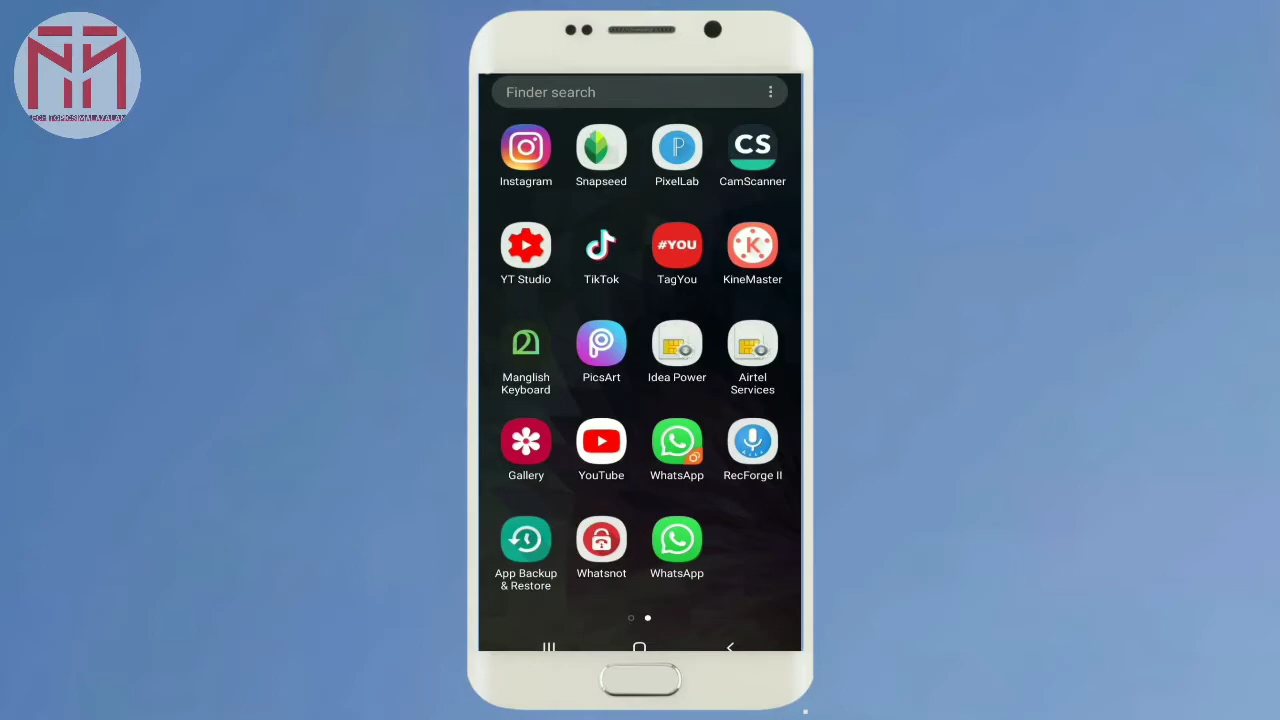 TECHTOPICSMALAYALAM
Finder search
Instagram
Snapseed
PixelLab
CS
CamScanner
YT Studio
TikTok
#YOU
TagYou
K
KineMaster
Manglish
Keyboard
PicsArt
Idea Power
Airtel
Services
Gallery
YouTube
WhatsApp
RecForge II
App Backup
& Restore
Whatsnot
WhatsApp